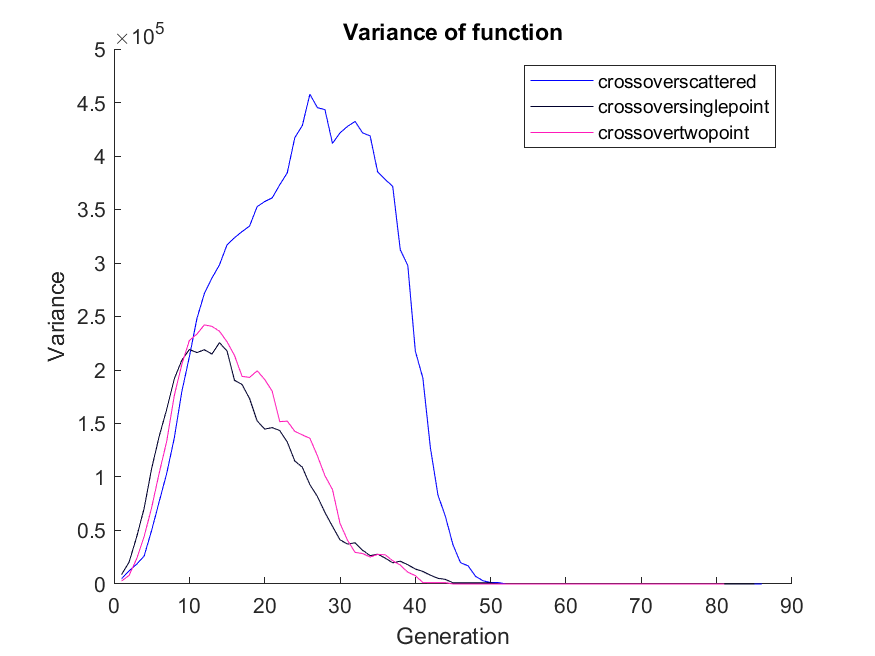 Variance of function
×10^5
5
4.5
4
3.5
3
2.5
2
1.5
1
0.5
0
Variance
crossoverscattered
crossoversinglepoint
crossovertwopoint
0 10 20 30 40 50 60 70 80 90
Generation